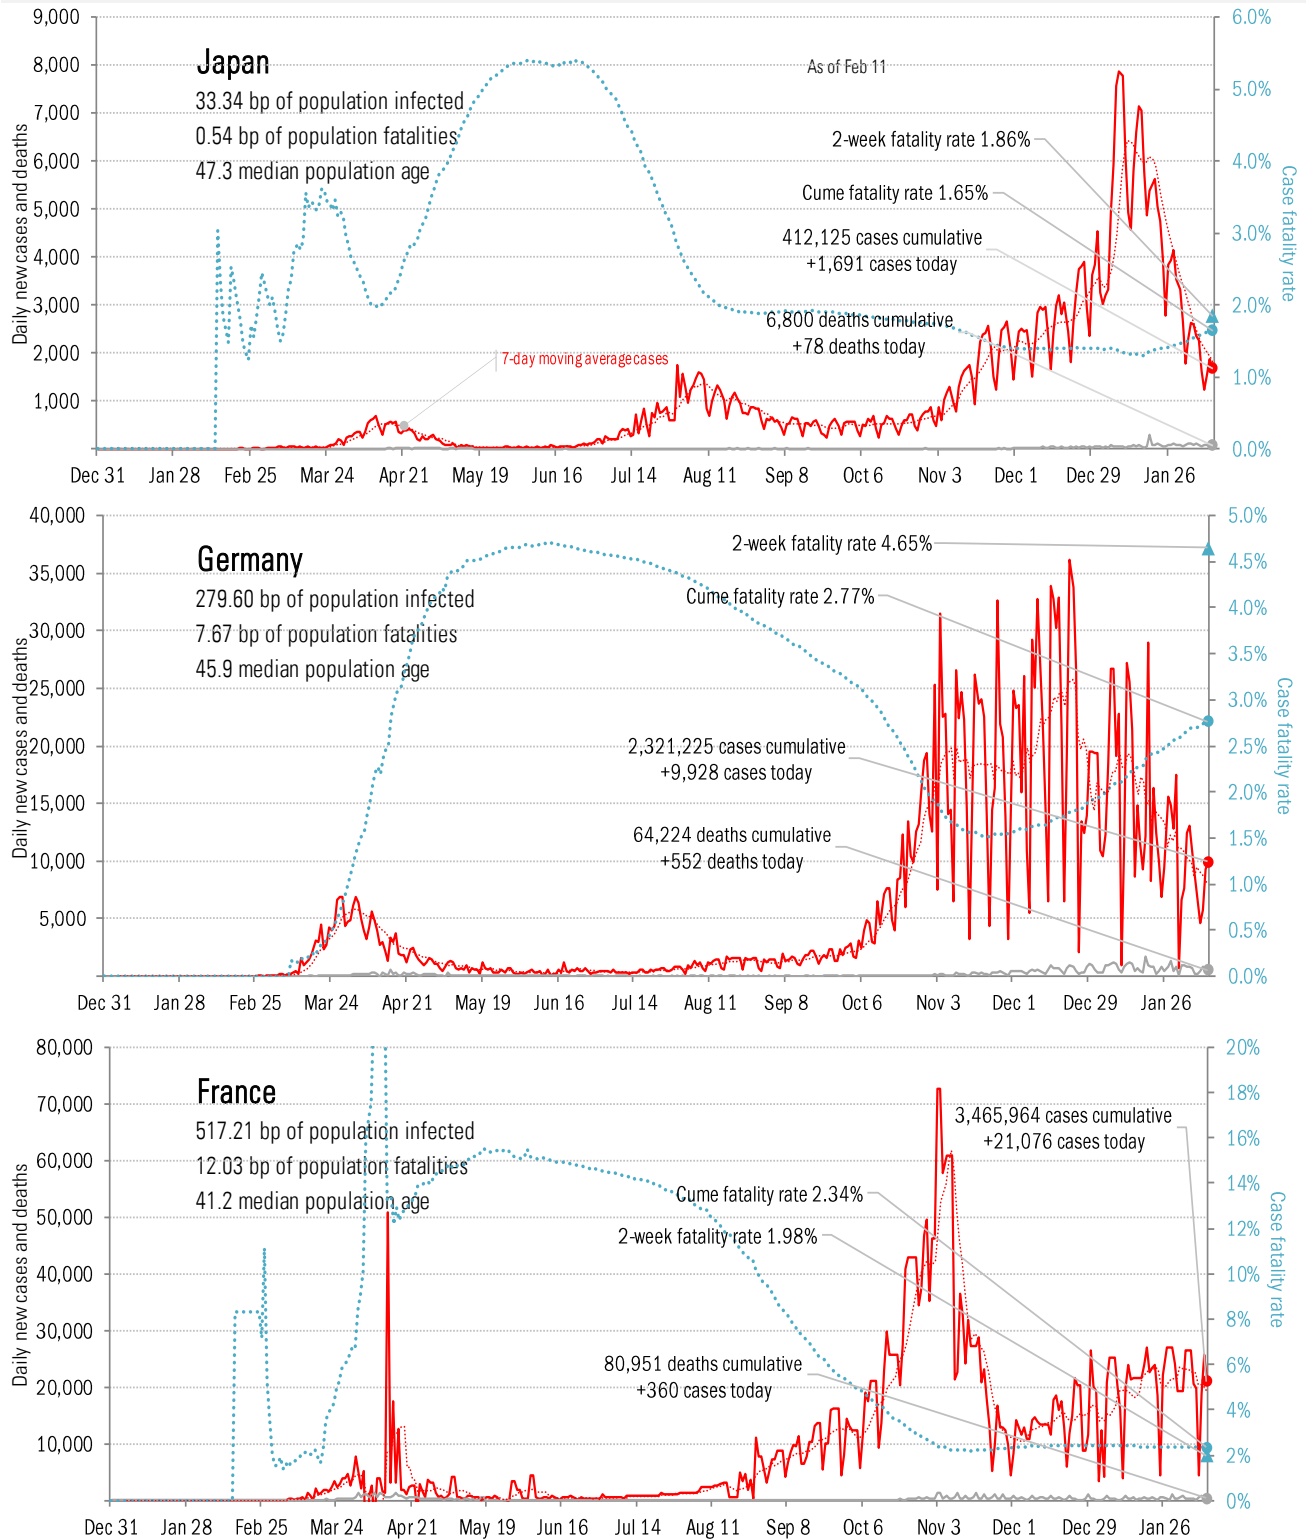 9,000
6.0%
Japan
33.34 bp of population infected
0.54 bp of population fatalities
47.3 median population age
As of Feb 11
8,000
5.0%
7,000
2-week fatality rate 1.86%
6,000
4.0%
Cume fatality rate 1.65%
5,000
3.0%
412,125 cases cumulative
+1,691 cases today
4,000
3,000
2.0%
6,800 deaths cumulative
+78 deaths today
2,000
7-day moving average cases
1.0%
1,000
0.0%
Daily new cases and deaths
Case fatality rate
Dec 31 Jan 28 Feb 25 Mar 24 Apr 21 May 19 Jun 16 Jul 14 Aug 11 Sep 8 Oct 6 Nov 3 Dec 1 Dec 29 Jan 26
40,000
5.0%
Germany
279.60 bp of population infected
7.67 bp of population fatalities
45.9 median population age
2-week fatality rate 4.65%
35,000
4.5%
Cume fatality rate 2.77%
4.0%
30,000
3.5%
25,000
3.0%
2,321,225 cases cumulative
+9,928 cases today
20,000
2.5%
15,000
2.0%
64,224 deaths cumulative
+552 deaths today
1.5%
10,000
1.0%
5,000
0.5%
0.0%
Daily new cases and deaths
Case fatality rate
Dec 31 Jan 28 Feb 25 Mar 24 Apr 21 May 19 Jun 16 Jul 14 Aug 11 Sep 8 Oct 6 Nov 3 Dec 1 Dec 29 Jan 26
80,000
20%
France
517.21 bp of population infected
12.03 bp of population fatalities
41.2 median population age
18%
70,000
3,465,964 cases cumulative
+21,076 cases today
16%
60,000
14%
Cume fatality rate 2.34%
50,000
12%
2-week fatality rate 1.98%
40,000
10%
30,000
8%
80,951 deaths cumulative
+360 cases today
6%
20,000
4%
10,000
2%
0%
Daily new cases and deaths
Case fatality rate
Dec 31 Jan 28 Feb 25 Mar 24 Apr 21 May 19 Jun 16 Jul 14 Aug 11 Sep 8 Oct 6 Nov 3 Dec 1 Dec 29 Jan 26